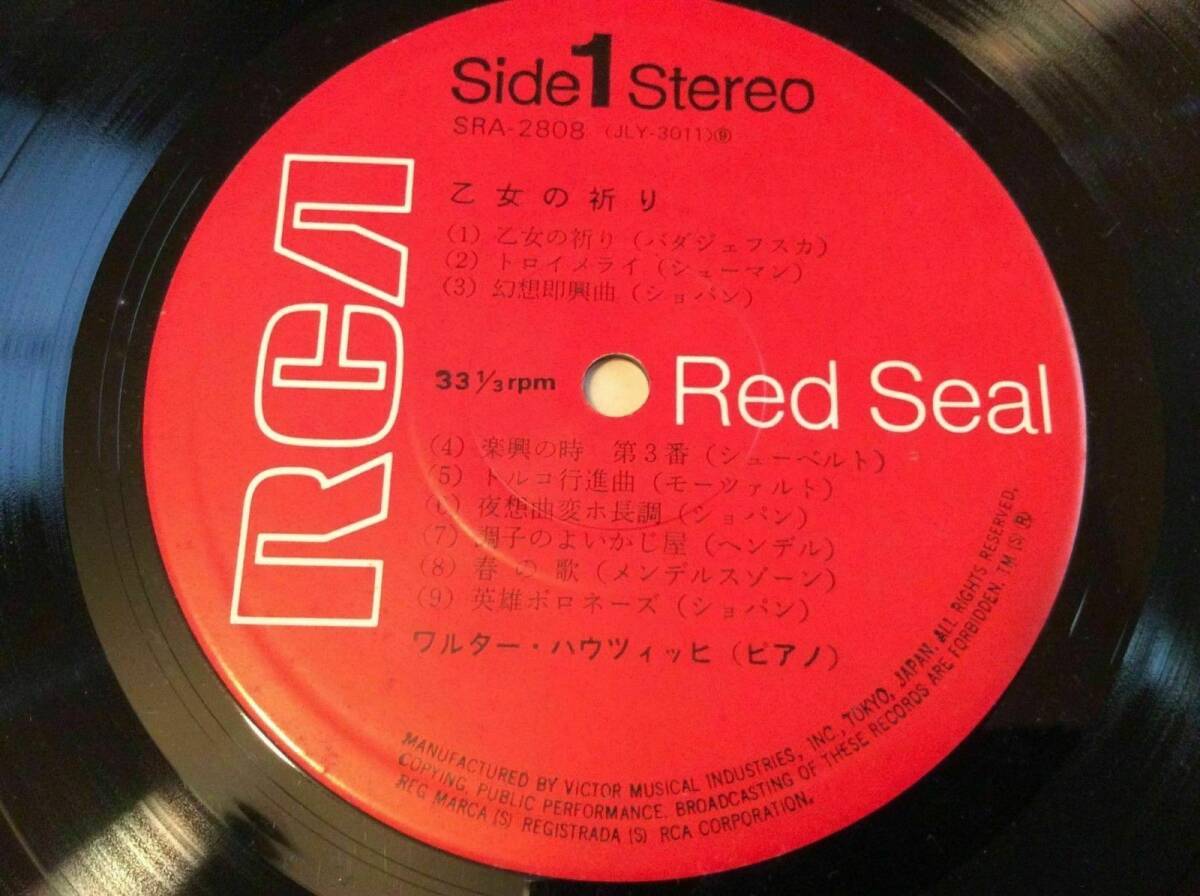 Side 1 Stereo
SRA-2808 (JLY-3011)Ⓑ
乙女の祈り
(1) 乙女の祈り (バダジェフスカ)
(2) トロイメライ (シューマン)
(3) 幻想即興曲 (ショパン)
RCA
33 1/3 rpm
Red Seal
(4) 楽興の時 第3番 (シューベルト)
(5) トルコ行進曲 (モーツァルト)
(6) 夜想曲変ホ長調 (ショパン)
(7) 調子のよいかじ屋 (ヘンデル)
(8) 春の歌 (メンデルスゾーン)
(9) 英雄ポロネーズ (ショパン)
ワルター・ハウツィッヒ (ピアノ)
MANUFACTURED BY VICTOR MUSICAL INDUSTRIES, INC., TOKYO, JAPAN. ALL RIGHTS RESERVED.
COPYING, PUBLIC PERFORMANCE, BROADCASTING OF THESE RECORDS ARE FORBIDDEN. TM (S) ®
REG MARCA (S) REGISTRADA (S) RCA CORPORATION.